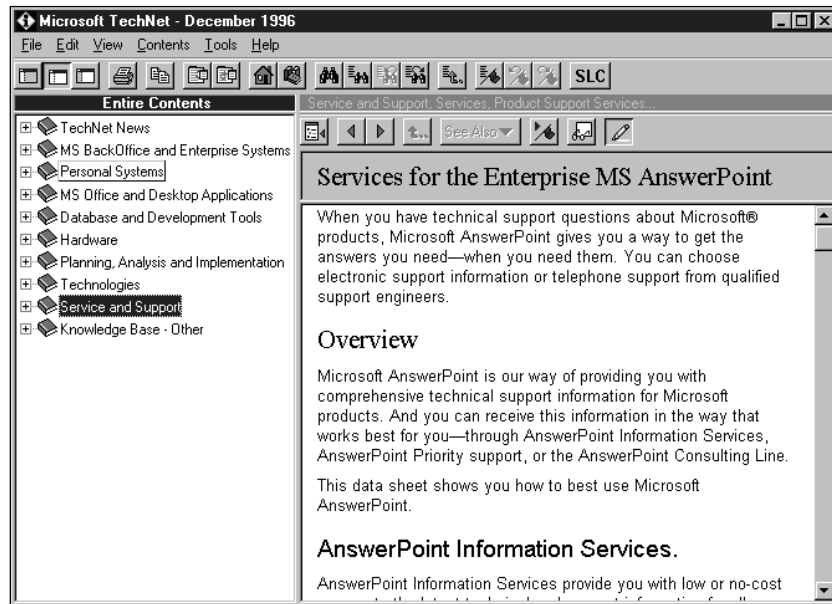 Microsoft TechNet - December 1996
File Edit View Contents Tools Help
SLC
Entire Contents
TechNet News
MS BackOffice and Enterprise Systems
Personal Systems
MS Office and Desktop Applications
Database and Development Tools
Hardware
Planning, Analysis and Implementation
Technologies
Service and Support
Knowledge Base - Other
Service and Support, Services, Product Support Services...
See Also
Services for the Enterprise MS AnswerPoint
When you have technical support questions about Microsoft®
products, Microsoft AnswerPoint gives you a way to get the
answers you need—when you need them. You can choose
electronic support information or telephone support from qualified
support engineers.
Overview
Microsoft AnswerPoint is our way of providing you with
comprehensive technical support information for Microsoft
products. And you can receive this information in the way that
works best for you—through AnswerPoint Information Services,
AnswerPoint Priority support, or the AnswerPoint Consulting Line.
This data sheet shows you how to best use Microsoft
AnswerPoint.
AnswerPoint Information Services.
AnswerPoint Information Services provide you with low or no-cost